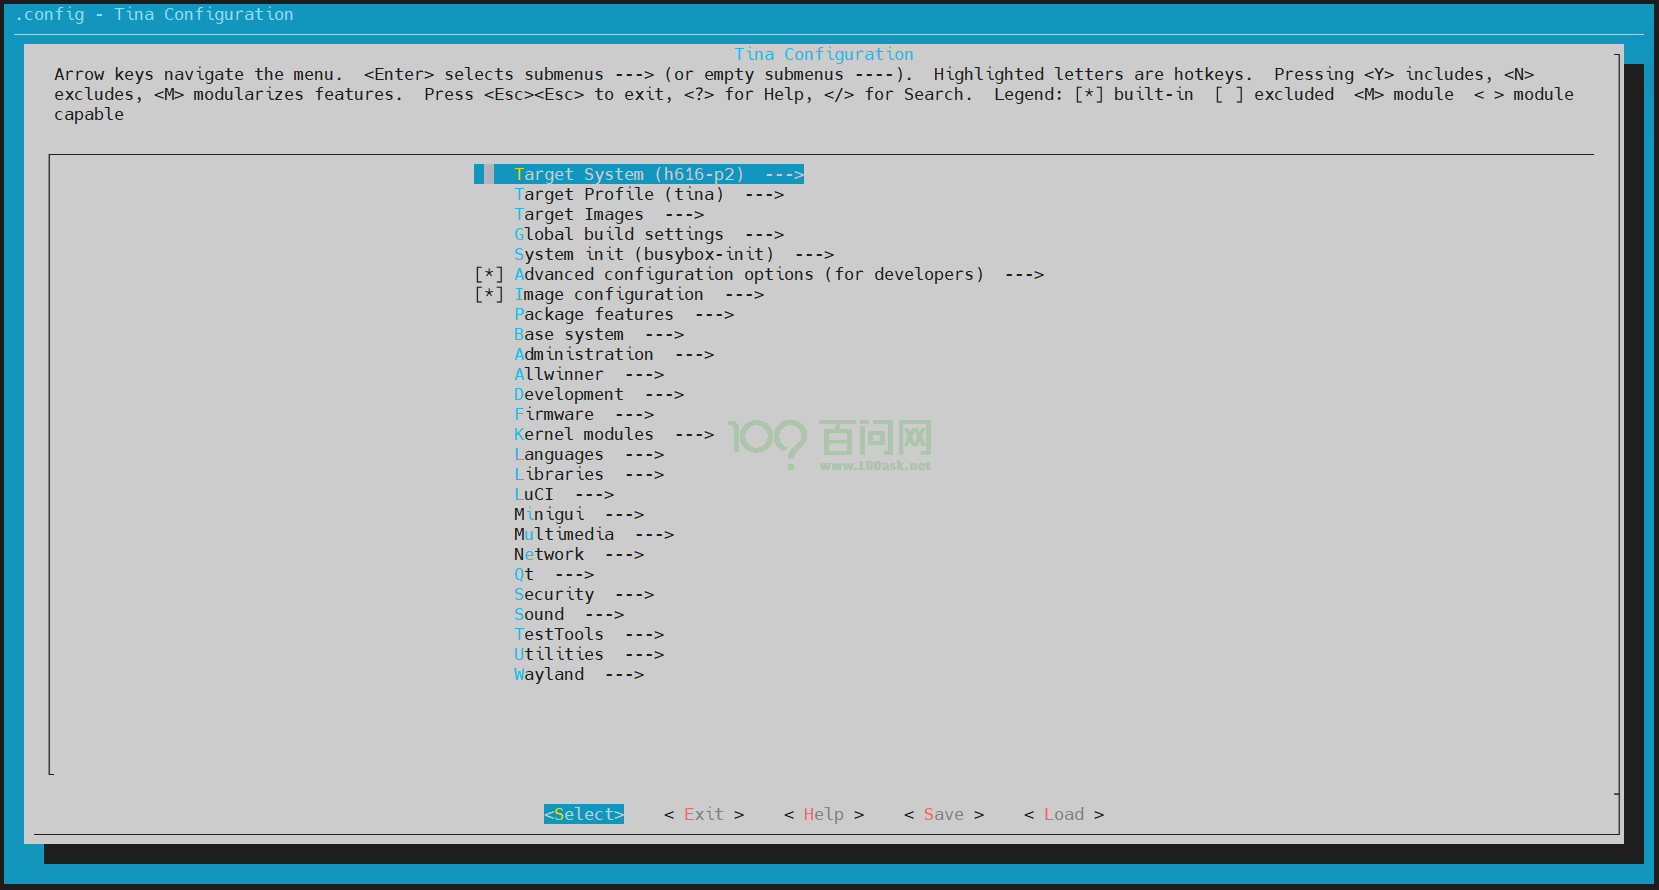 .config - Tina Configuration
Tina Configuration
Arrow keys navigate the menu.  <Enter> selects submenus ---> (or empty submenus ----).  Highlighted letters are hotkeys.  Pressing <Y> includes, <N>
excludes, <M> modularizes features.  Press <Esc><Esc> to exit, <?> for Help, </> for Search.  Legend: [*] built-in  [ ] excluded  <M> module  < > module
capable
Target System (h616-p2)  --->
Target Profile (tina)  --->
Target Images  --->
Global build settings  --->
System init (busybox-init)  --->
[*] Advanced configuration options (for developers)  --->
[*] Image configuration  --->
Package features  --->
Base system  --->
Administration  --->
Allwinner  --->
Development  --->
Firmware  --->
Kernel modules  --->
Languages  --->
Libraries  --->
LuCI  --->
Minigui  --->
Multimedia  --->
Network  --->
Qt  --->
Security  --->
Sound  --->
TestTools  --->
Utilities  --->
Wayland  --->
100? 百问网
www.100ask.net
<Select>    < Exit >    < Help >    < Save >    < Load >